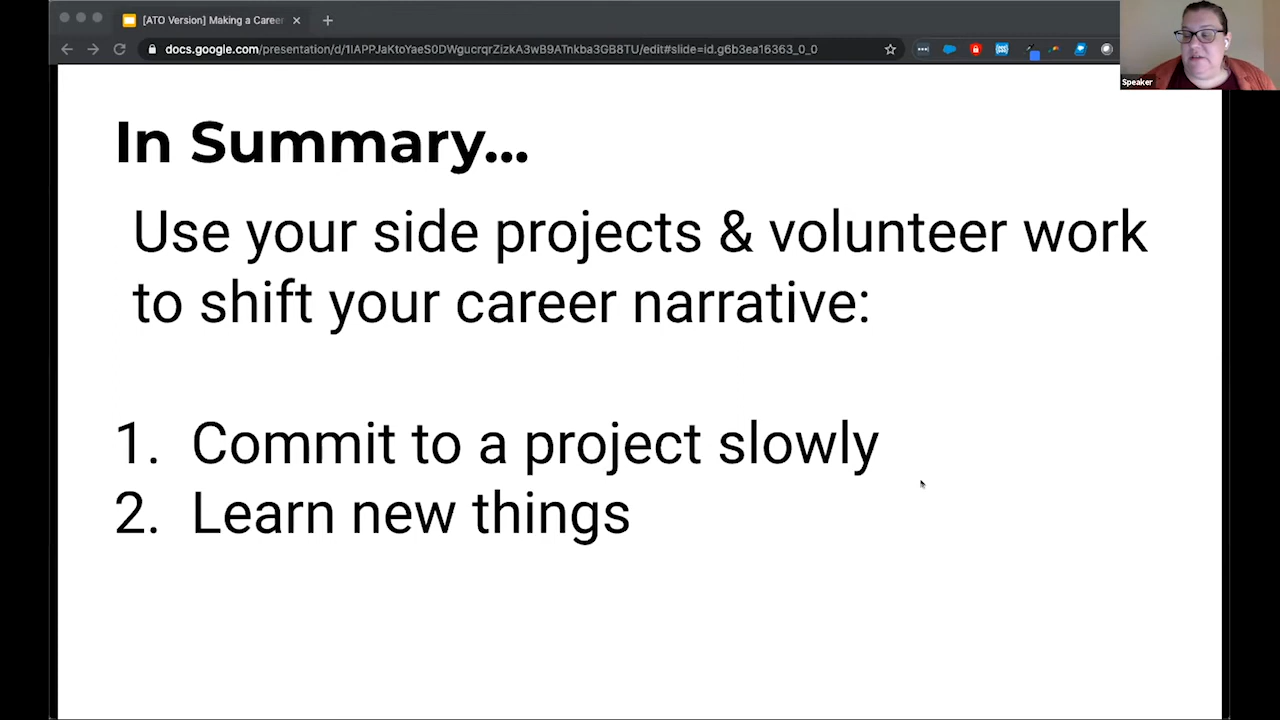 [ATO Version] Making a Career
docs.google.com/presentation/d/1IAPPJaKtoYaeS0DWgucrqrZizkA3wB9ATnkba3GB8TU/edit#slide=id.g6b3ea16363_0_0
Speaker
In Summary...
Use your side projects & volunteer work
to shift your career narrative:
1. Commit to a project slowly
2. Learn new things